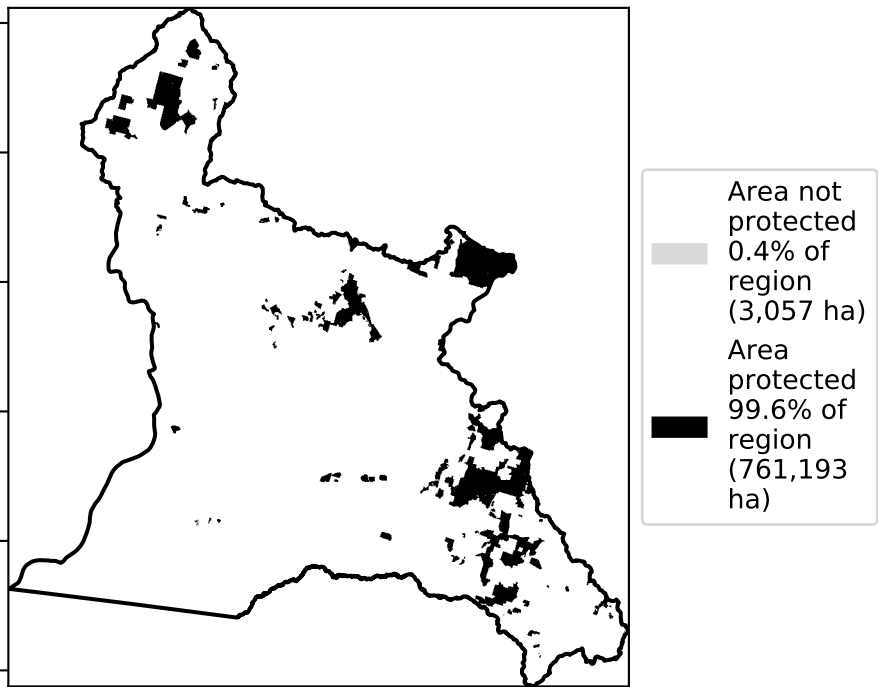 Area not
protected
0.4% of
region
(3,057 ha)
Area
protected
99.6% of
region
(761,193
ha)